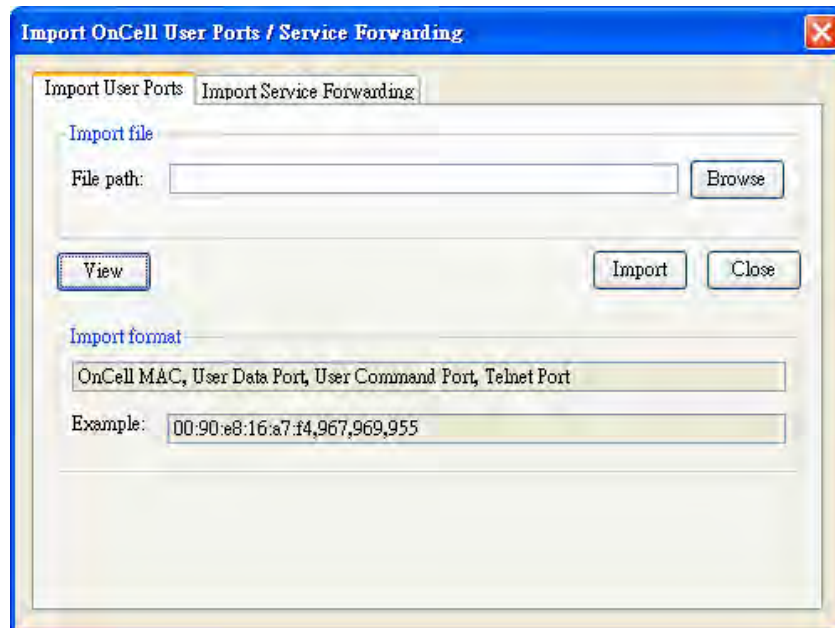 Import OnCell User Ports / Service Forwarding
Import User Ports Import Service Forwarding
Import file
File path: Browse
View Import Close
Import format
OnCell MAC, User Data Port, User Command Port, Telnet Port
Example: 00:90:e8:16:a7:f4,967,969,955